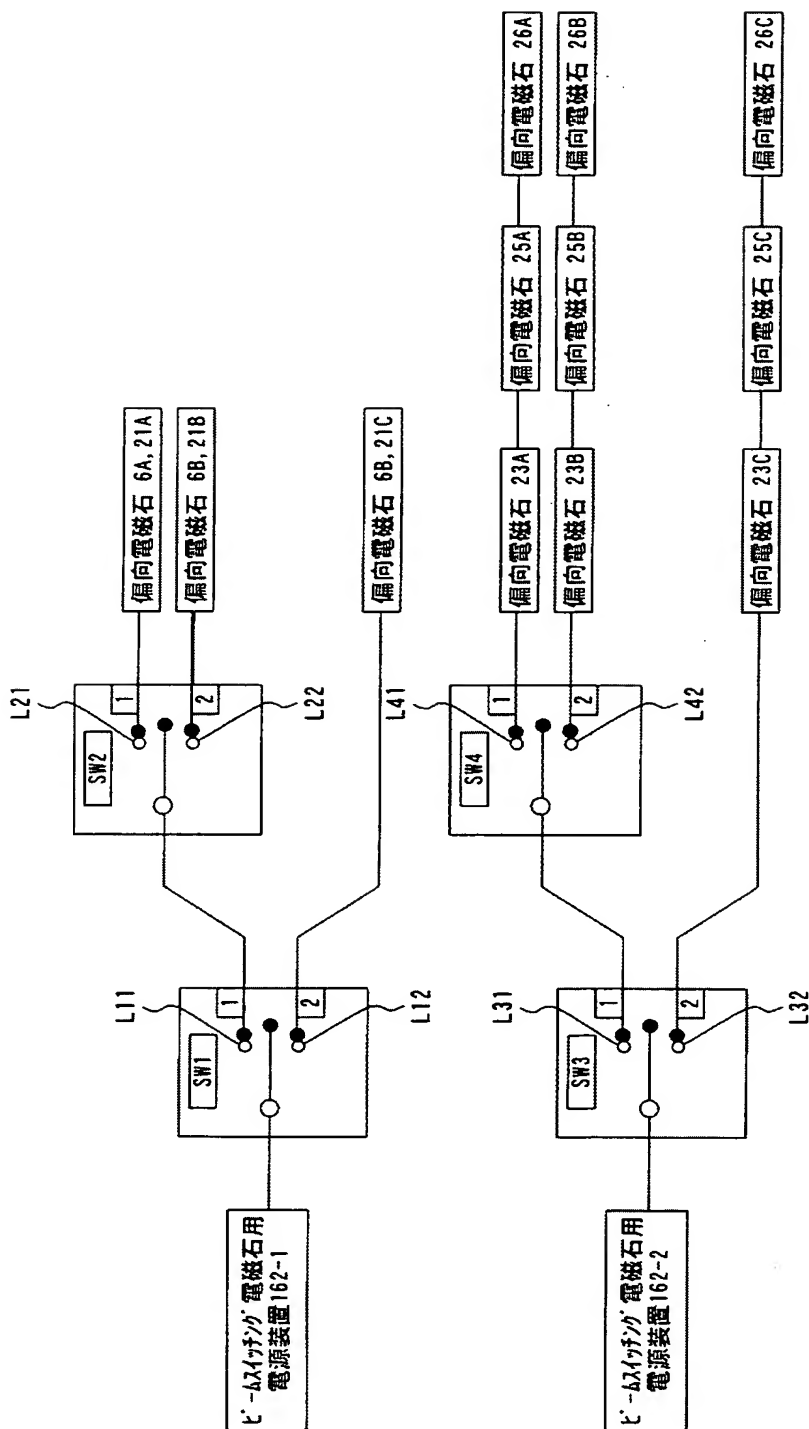 ﾋﾞｰﾑｽｲｯﾁﾝｸﾞ電磁石用
電源装置162-1
SW1
1
2
L11
L12
SW2
1
2
L21
L22
偏向電磁石 6A,21A
偏向電磁石 6B,21B
偏向電磁石 6B,21C
ﾋﾞｰﾑｽｲｯﾁﾝｸﾞ電磁石用
電源装置162-2
SW3
1
2
L31
L32
SW4
1
2
L41
L42
偏向電磁石 23A
偏向電磁石 25A
偏向電磁石 26A
偏向電磁石 23B
偏向電磁石 25B
偏向電磁石 26B
偏向電磁石 23C
偏向電磁石 25C
偏向電磁石 26C